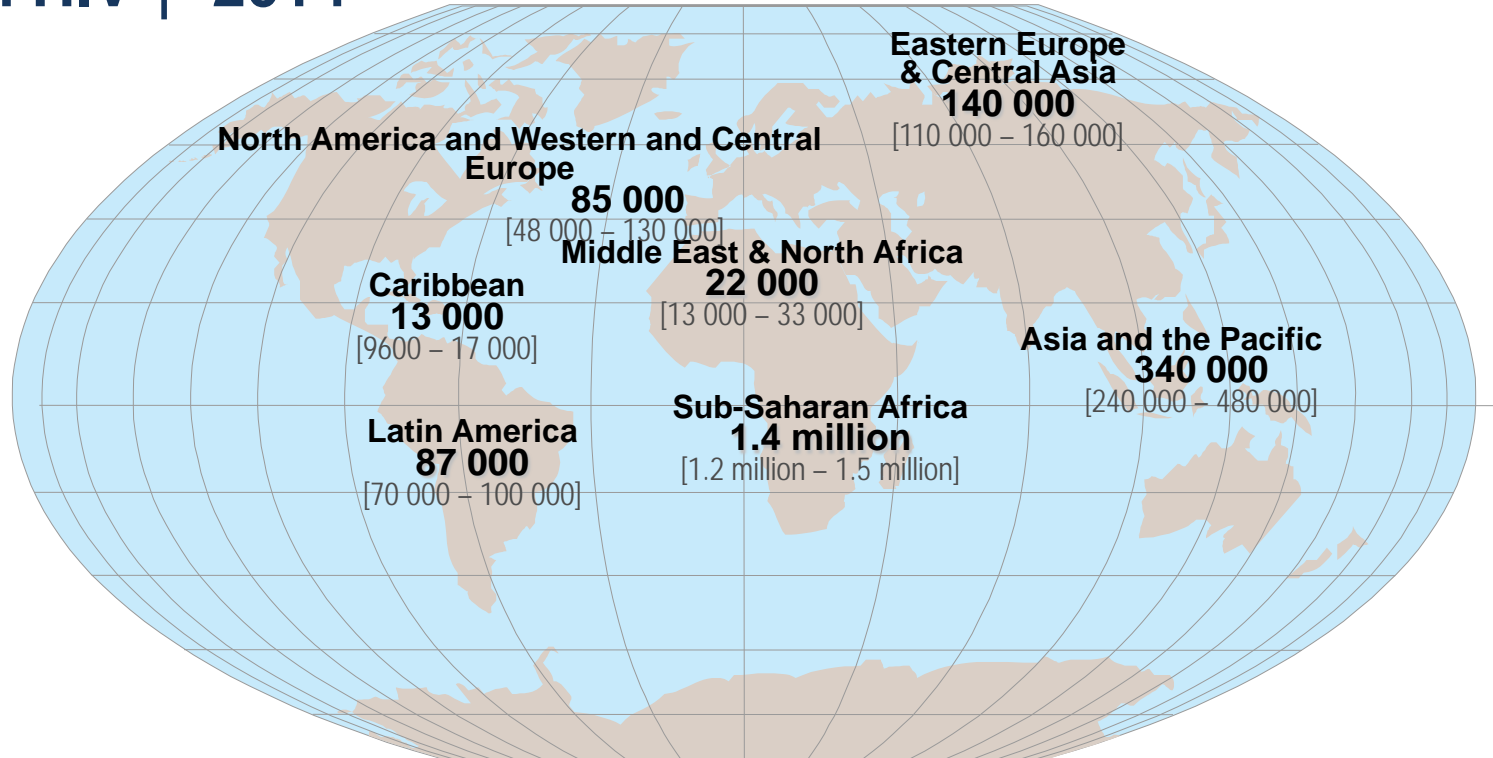 HIV | 2014
Eastern Europe
& Central Asia
140 000
[110 000 – 160 000]
North America and Western and Central
Europe
85 000
[48 000 – 130 000]
Middle East & North Africa
22 000
[13 000 – 33 000]
Caribbean
13 000
[9600 – 17 000]
Asia and the Pacific
340 000
[240 000 – 480 000]
Sub-Saharan Africa
1.4 million
[1.2 million – 1.5 million]
Latin America
87 000
[70 000 – 100 000]